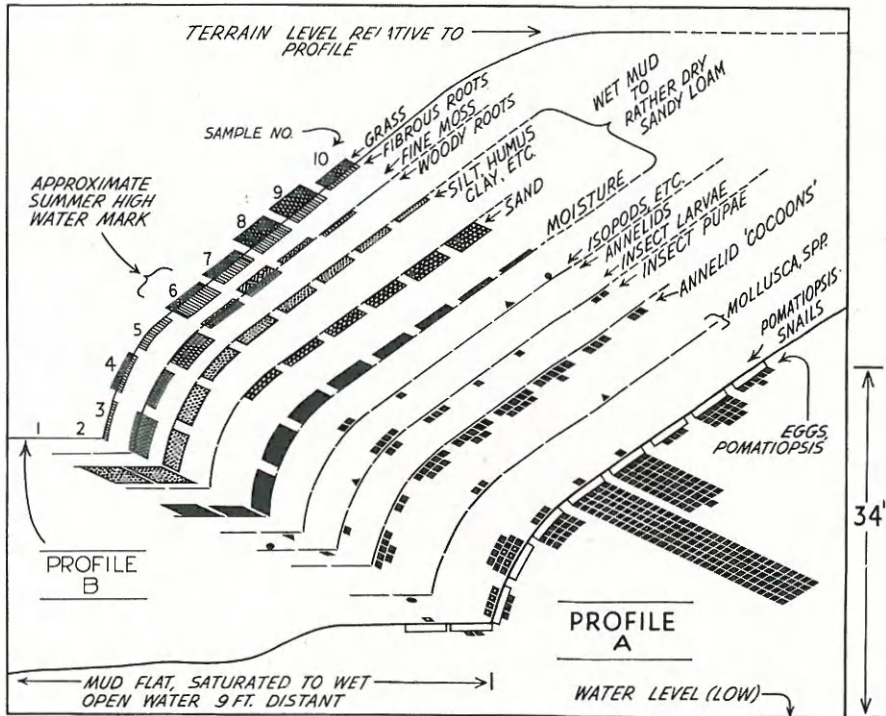 TERRAIN LEVEL RELATIVE TO
PROFILE
SAMPLE NO.
GRASS
FIBROUS ROOTS
FINE MOSS
WOODY ROOTS
WET MUD
TO
RATHER DRY
SANDY LOAM
SILT, HUMUS
CLAY, ETC.
SAND
MOISTURE
ISOPODS, ETC.
ANNELIDS
INSECT LARVAE
INSECT PUPAE
ANNELID 'COCOONS'
MOLLUSCA, SPP.
POMATIOPSIS
SNAILS
EGGS,
POMATIOPSIS
APPROXIMATE
SUMMER HIGH
WATER MARK
10
9
8
7
6
5
4
3
1 2
PROFILE
B
PROFILE
A
34'
MUD FLAT, SATURATED TO WET
OPEN WATER 9 FT. DISTANT
WATER LEVEL (LOW)